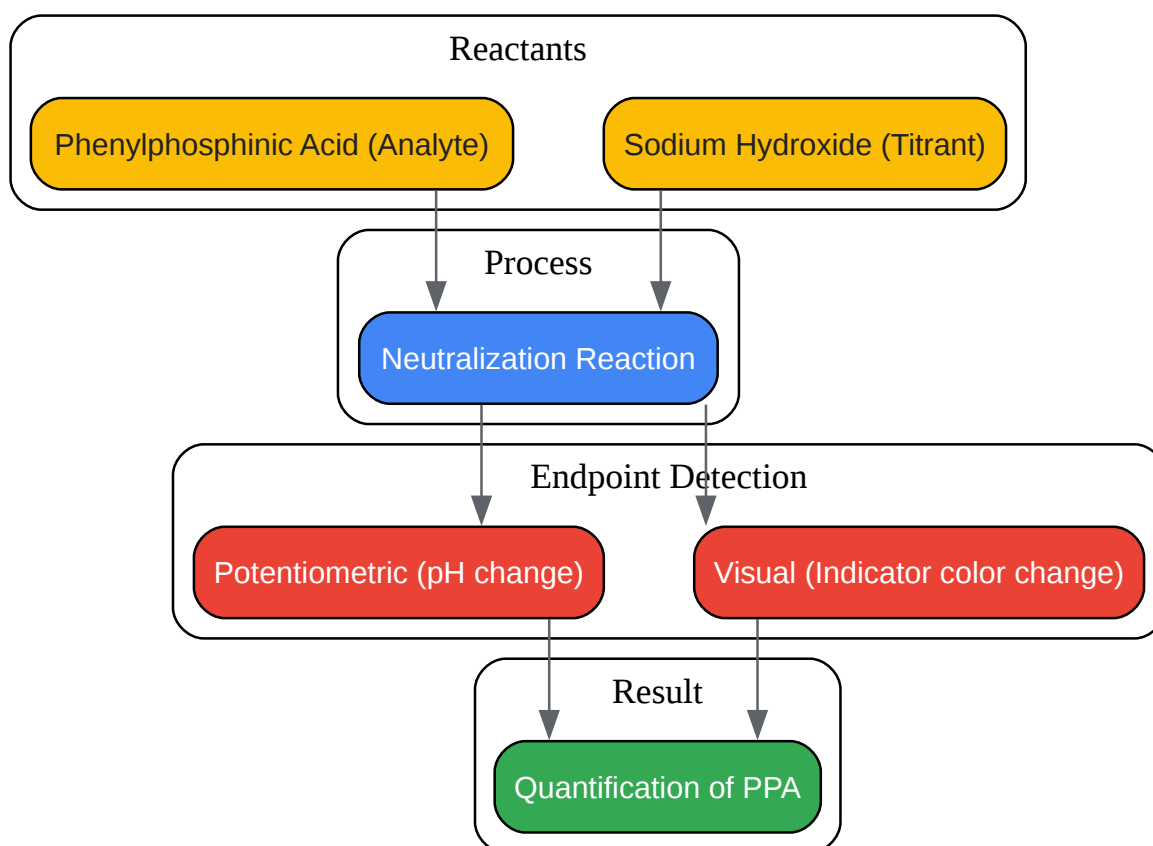 Reactants
Phenylphosphinic Acid (Analyte)
Sodium Hydroxide (Titrant)
Process
Neutralization Reaction
Endpoint Detection
Potentiometric (pH change)
Visual (Indicator color change)
Result
Quantification of PPA